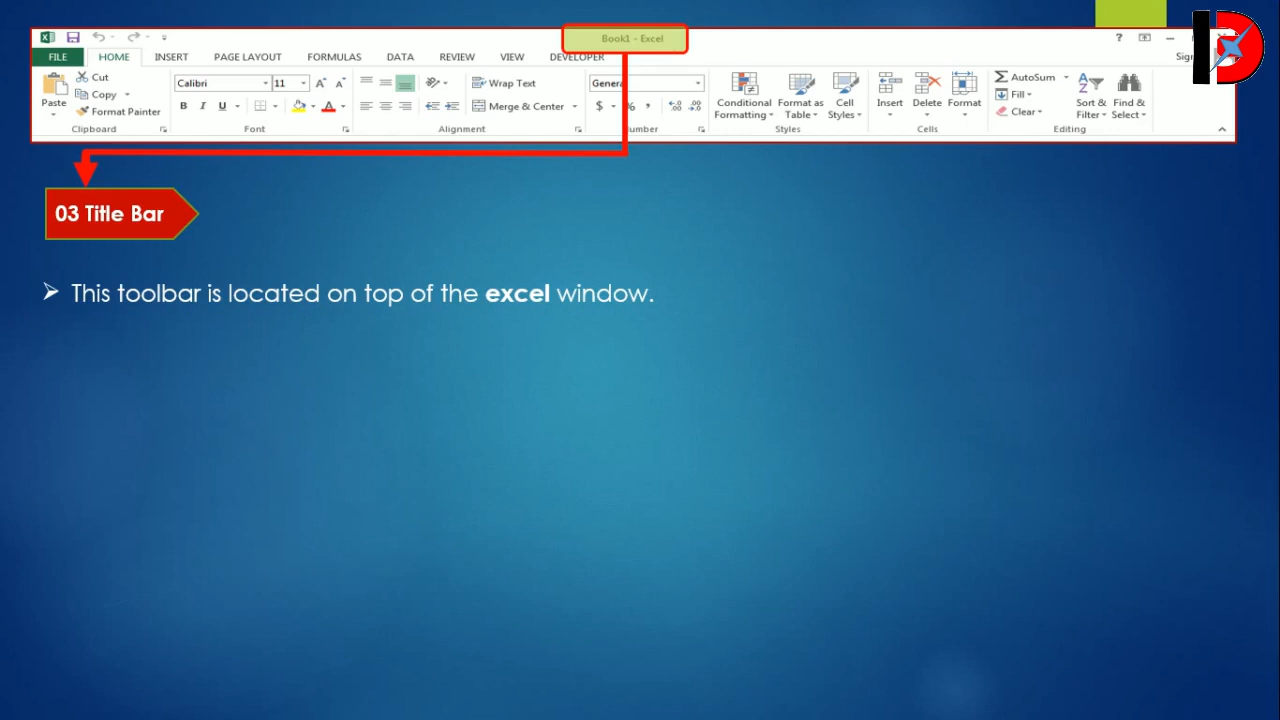 Book1 - Excel
FILE HOME INSERT PAGE LAYOUT FORMULAS DATA REVIEW VIEW DEVELOPER
Cut
Calibri 11 Wrap Text
Copy
Paste
Format Painter
B I U A Merge & Center $ %
Conditional Formatting Format as Table Cell Styles
Insert Delete Format
AutoSum
Fill
Clear
Sort & Filter Find & Select
Clipboard Font Alignment Styles Cells Editing
03 Title Bar
This toolbar is located on top of the excel window.